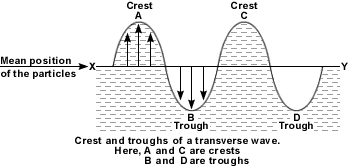 Crest Crest
A C
Mean position X Y
of the particles
B D
Trough Trough
Crest and troughs of a transverse wave.
Here, A and C are crests
B and D are troughs